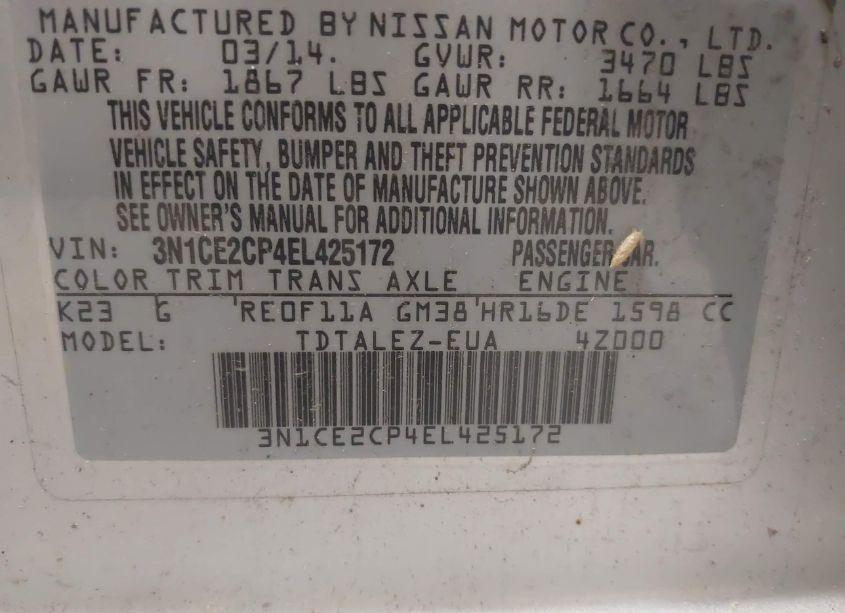 MANUFACTURED BY NISSAN MOTOR CO., LTD.
DATE: 03/14. GVWR: 3470 LBS
GAWR FR: 1867 LBS GAWR RR: 1664 LBS
THIS VEHICLE CONFORMS TO ALL APPLICABLE FEDERAL MOTOR
VEHICLE SAFETY, BUMPER AND THEFT PREVENTION STANDARDS
IN EFFECT ON THE DATE OF MANUFACTURE SHOWN ABOVE.
SEE OWNER'S MANUAL FOR ADDITIONAL INFORMATION.
VIN: 3N1CE2CP4EL425172 PASSENGER CAR.
COLOR TRIM TRANS AXLE ENGINE
K23 G RE0F11A GM38 HR16DE 1598 CC
MODEL: TDTALEZ-EUA 4Z000
3N1CE2CP4EL425172